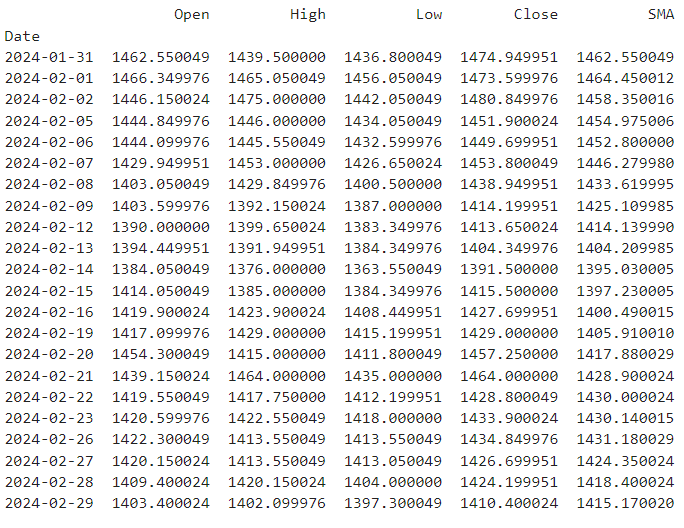 Open High Low Close SMA
Date
2024-01-31 1462.550049 1439.500000 1436.800049 1474.949951 1462.550049
2024-02-01 1466.349976 1465.050049 1456.050049 1473.599976 1464.450012
2024-02-02 1446.150024 1475.000000 1442.050049 1480.849976 1458.350016
2024-02-05 1444.849976 1446.000000 1434.050049 1451.900024 1454.975006
2024-02-06 1444.099976 1445.550049 1432.599976 1449.699951 1452.800000
2024-02-07 1429.949951 1453.000000 1426.650024 1453.800049 1446.279980
2024-02-08 1403.050049 1429.849976 1400.500000 1438.949951 1433.619995
2024-02-09 1403.599976 1392.150024 1387.000000 1414.199951 1425.109985
2024-02-12 1390.000000 1399.650024 1383.349976 1413.650024 1414.139990
2024-02-13 1394.449951 1391.949951 1384.349976 1404.349976 1404.209985
2024-02-14 1384.050049 1376.000000 1363.550049 1391.500000 1395.030005
2024-02-15 1414.050049 1385.000000 1384.349976 1415.500000 1397.230005
2024-02-16 1419.900024 1423.900024 1408.449951 1427.699951 1400.490015
2024-02-19 1417.099976 1429.000000 1415.199951 1429.000000 1405.910010
2024-02-20 1454.300049 1415.000000 1411.800049 1457.250000 1417.880029
2024-02-21 1439.150024 1464.000000 1435.000000 1464.000000 1428.900024
2024-02-22 1419.550049 1417.750000 1412.199951 1428.800049 1430.000024
2024-02-23 1420.599976 1422.550049 1418.000000 1433.900024 1430.140015
2024-02-26 1422.300049 1413.550049 1413.550049 1434.849976 1431.180029
2024-02-27 1420.150024 1413.550049 1413.050049 1426.699951 1424.350024
2024-02-28 1409.400024 1420.150024 1404.000000 1424.199951 1418.400024
2024-02-29 1403.400024 1402.099976 1397.300049 1410.400024 1415.170020